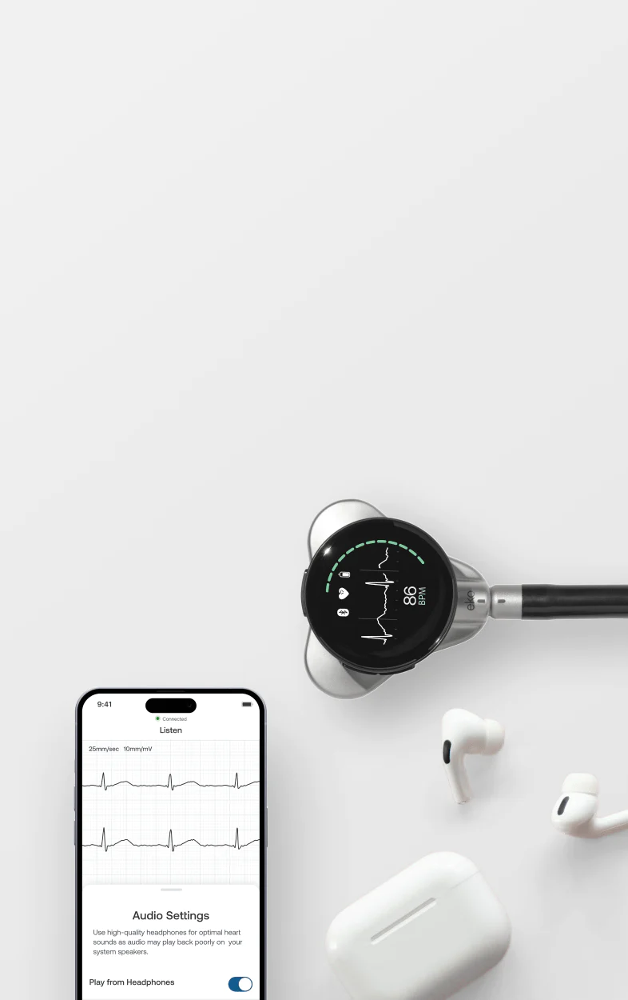 86
BPM
eko
9:41
Connected
Listen
25mm/sec 10mm/mV
Audio Settings
Use high-quality headphones for optimal heart
sounds as audio may play back poorly on your
system speakers.
Play from Headphones